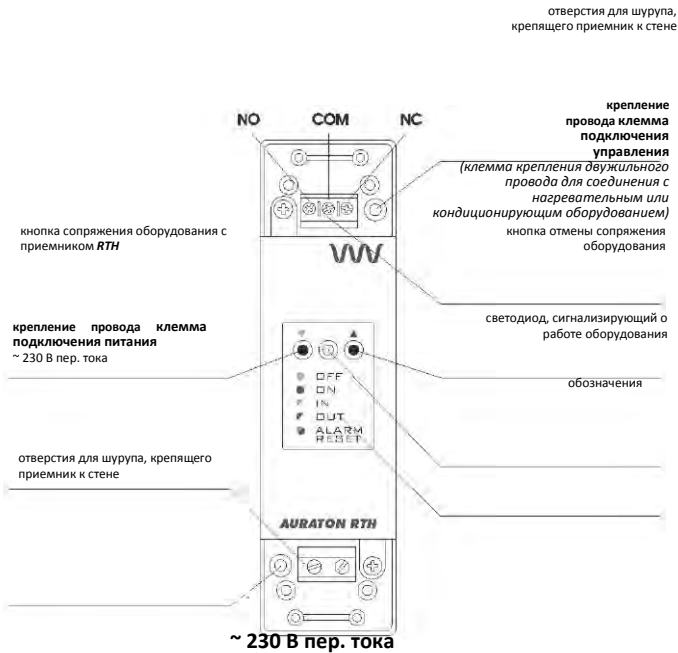 отверстия для шурупа,
крепящего приемник к стене
NO COM NC
крепление
провода клемма
подключения
управления
(клемма крепления двужильного
провода для соединения с
нагревательным или
кондиционирующим оборудованием)
кнопка отмены сопряжения
оборудования
кнопка сопряжения оборудования с
приемником RTH
светодиод, сигнализирующий о
работе оборудования
крепление провода клемма
подключения питания
~ 230 В пер. тока
обозначения
OFF
ON
IN
OUT
ALARM
RESET
отверстия для шурупа, крепящего
приемник к стене
AURATON RTH
~ 230 В пер. тока